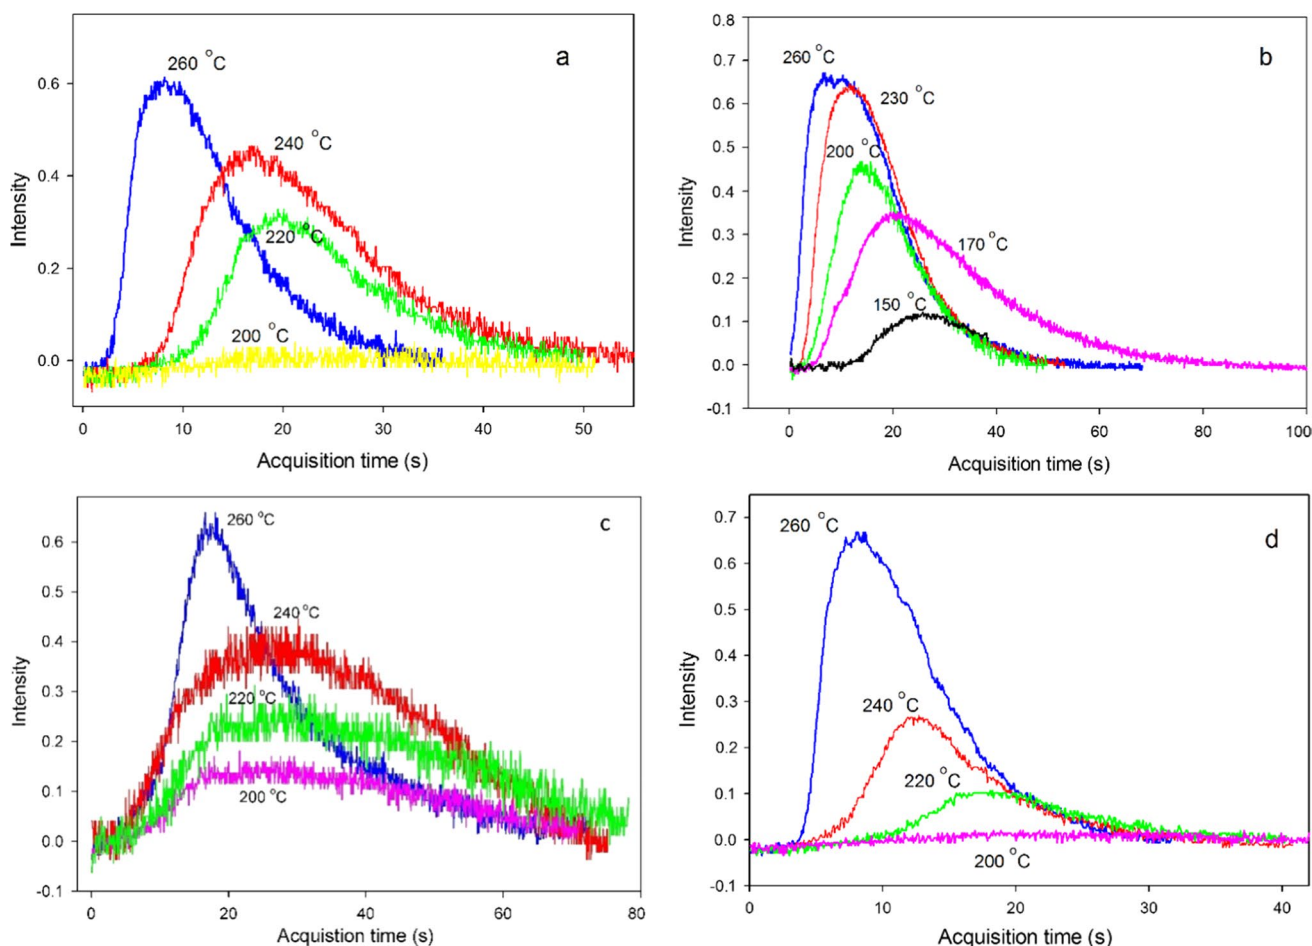 a
260 °C
240 °C
220 °C
200 °C
0.6
0.4
0.2
0.0
Intensity
0 10 20 30 40 50
Acquisition time (s)
b
260 °C
230 °C
200 °C
170 °C
150 °C
0.8
0.7
0.6
0.5
0.4
0.3
0.2
0.1
0.0
-0.1
Intensity
0 20 40 60 80 100
Acquisition time (s)
c
260 °C
240 °C
220 °C
200 °C
0.6
0.5
0.4
0.3
0.2
0.1
0.0
-0.1
Intensity
0 20 40 60 80
Acquistion time (s)
d
260 °C
240 °C
220 °C
200 °C
0.7
0.6
0.5
0.4
0.3
0.2
0.1
0.0
-0.1
Intensity
0 10 20 30 40
Acquisition time (s)